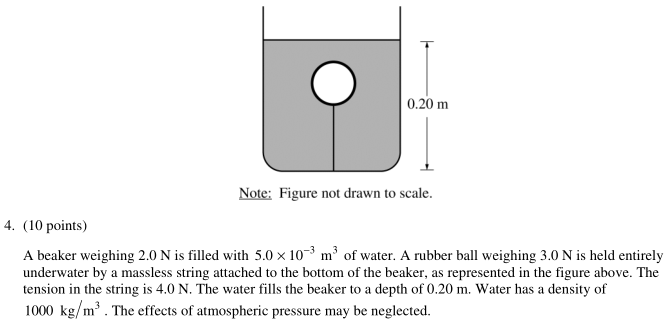 0.20 m
Note: Figure not drawn to scale.
4. (10 points)
A beaker weighing 2.0 N is filled with 5.0 × 10⁻³ m³ of water. A rubber ball weighing 3.0 N is held entirely
underwater by a massless string attached to the bottom of the beaker, as represented in the figure above. The
tension in the string is 4.0 N. The water fills the beaker to a depth of 0.20 m. Water has a density of
1000 kg/m³ . The effects of atmospheric pressure may be neglected.